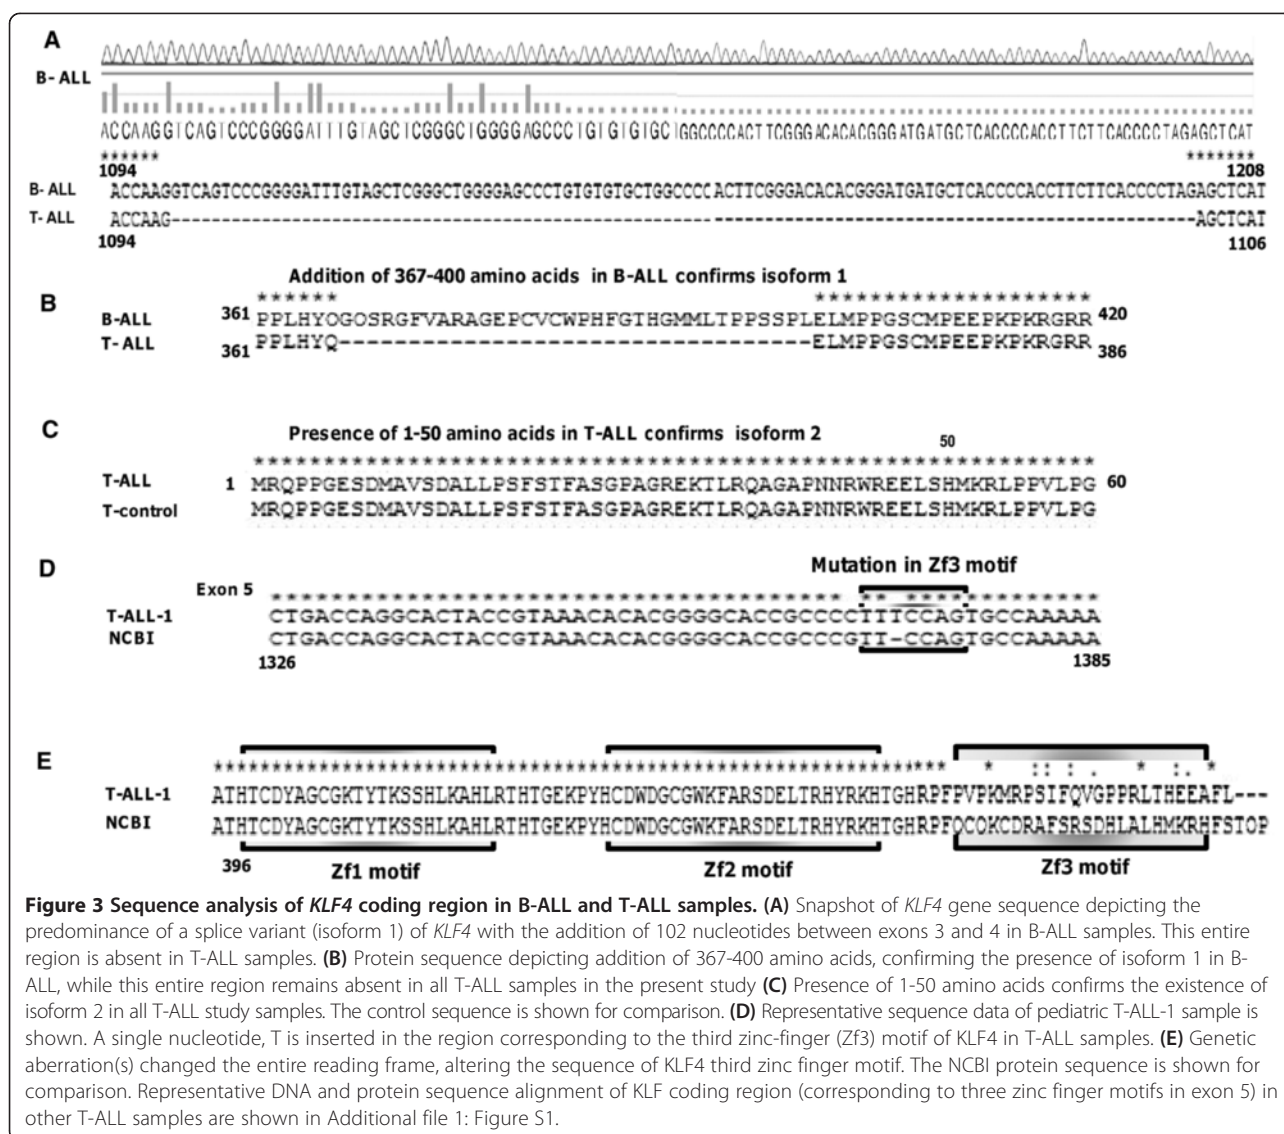 A
B- ALL
ACCAAGGTCAGTCCCGGGGATTTGTAGCTCGGGCTGGGGAGCCCTGTGTGTGCTGGCCCCACTTCGGGACACACGGGATGATGCTCACCCCACCTTCTTCACCCCTAGAGCTCAT
****** *******
1094 1208
B- ALL ACCAAGGTCAGTCCCGGGGATTTGTAGCTCGGGCTGGGGAGCCCTGTGTGTGCTGGCCCC ACTTCGGGACACACGGGATGATGCTCACCCCACCTTCTTCACCCCTAGAGCTCAT
T- ALL ACCAAG------------------------------------------------------------------------------------------------------AGCTCAT
1094 1106
Addition of 367-400 amino acids in B-ALL confirms isoform 1
B
****** ********************
B-ALL 361 PPLHYQGQSRGFVARAGEPCVCWPHFGTHGMMLTPPSSPLELMPPGSCMPEEPKPKRGRR 420
T- ALL 361 PPLHYQ----------------------------------ELMPPGSCMPEEPKPKRGRR 386
C
Presence of 1-50 amino acids in T-ALL confirms isoform 2
50
************************************************************
T-ALL 1 MRQPPGESDMAVSDALLPSFSTFASGPAGREKTLRQAGAPNNRWREELSHMKRLPPVLPG 60
T-control MRQPPGESDMAVSDALLPSFSTFASGPAGREKTLRQAGAPNNRWREELSHMKRLPPVLPG
D
Mutation in Zf3 motif
Exon 5
T-ALL-1 CTGACCAGGCACTACCGTAAACACACGGGGCACCGCCCCTTTCCAGTGCCAAAAA
NCBI CTGACCAGGCACTACCGTAAACACACGGGGCACCGCCCGTT-CCAGTGCCAAAAA
1326 1385
E
T-ALL-1 ATHTCDYAGCGKTYTKSSHLKAHLRTHTGEKPYHCDWDGCGWKFARSDELTRHYRKHTGHRPFPVPKMRPSIFQVGPPRLTHEEAFL---
NCBI ATHTCDYAGCGKTYTKSSHLKAHLRTHTGEKPYHCDWDGCGWKFARSDELTRHYRKHTGHRPFQCQKCDRAFSRSDHLALHMKRHFSTOP
396 Zf1 motif Zf2 motif Zf3 motif
Figure 3 Sequence analysis of KLF4 coding region in B-ALL and T-ALL samples. (A) Snapshot of KLF4 gene sequence depicting the
predominance of a splice variant (isoform 1) of KLF4 with the addition of 102 nucleotides between exons 3 and 4 in B-ALL samples. This entire
region is absent in T-ALL samples. (B) Protein sequence depicting addition of 367-400 amino acids, confirming the presence of isoform 1 in B-
ALL, while this entire region remains absent in all T-ALL samples in the present study (C) Presence of 1-50 amino acids confirms the existence of
isoform 2 in all T-ALL study samples. The control sequence is shown for comparison. (D) Representative sequence data of pediatric T-ALL-1 sample is
shown. A single nucleotide, T is inserted in the region corresponding to the third zinc-finger (Zf3) motif of KLF4 in T-ALL samples. (E) Genetic
aberration(s) changed the entire reading frame, altering the sequence of KLF4 third zinc finger motif. The NCBI protein sequence is shown for
comparison. Representative DNA and protein sequence alignment of KLF coding region (corresponding to three zinc finger motifs in exon 5) in
other T-ALL samples are shown in Additional file 1: Figure S1.